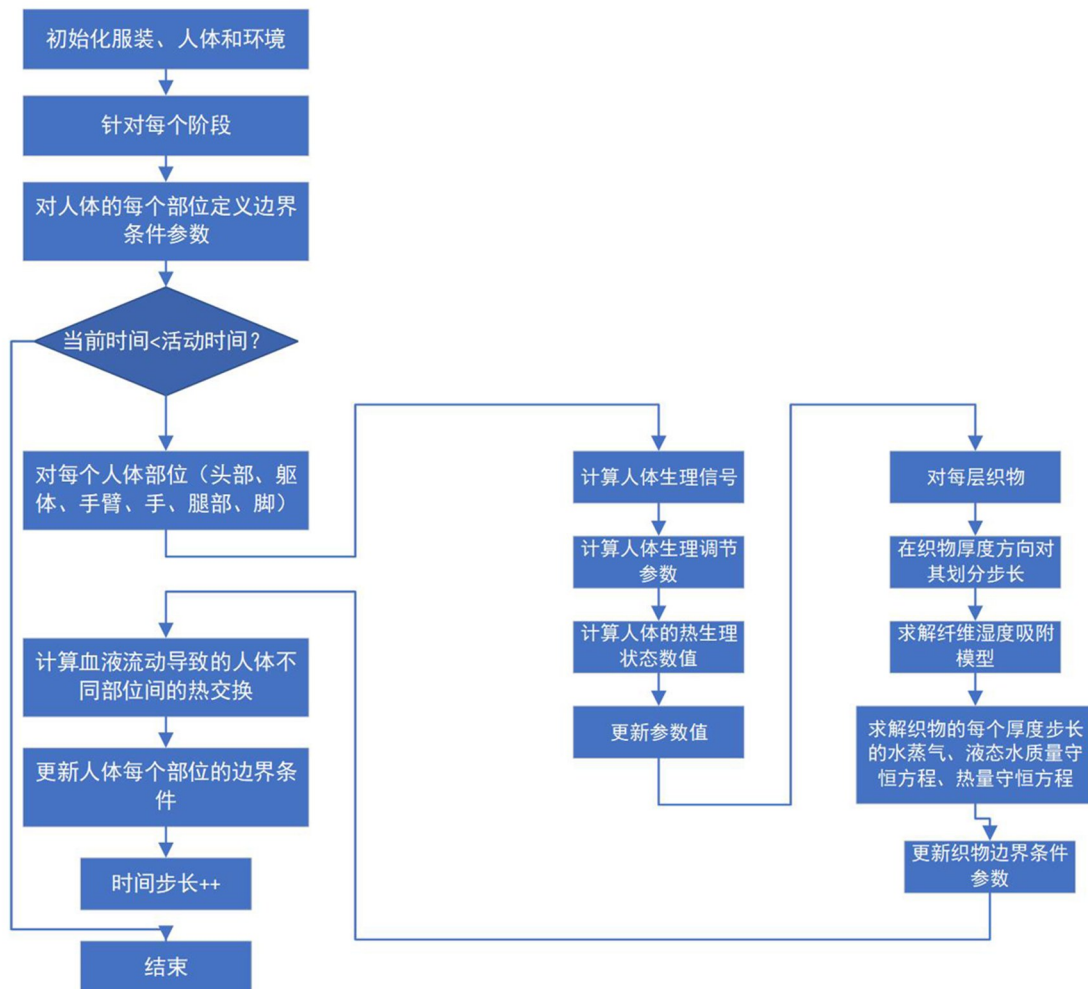 初始化服装、人体和环境
针对每个阶段
对人体的每个部位定义边界
条件参数
当前时间<活动时间?
对每个人体部位（头部、躯
体、手臂、手、腿部、脚）
计算人体生理信号
计算人体生理调节
参数
计算人体的热生理
状态数值
更新参数值
对每层织物
在织物厚度方向对
其划分步长
求解纤维湿度吸附
模型
求解织物的每个厚度步长
的水蒸气、液态水质量守
恒方程、热量守恒方程
更新织物边界条件
参数
计算血液流动导致的人体不
同部位间的热交换
更新人体每个部位的边界条
件
时间步长++
结束